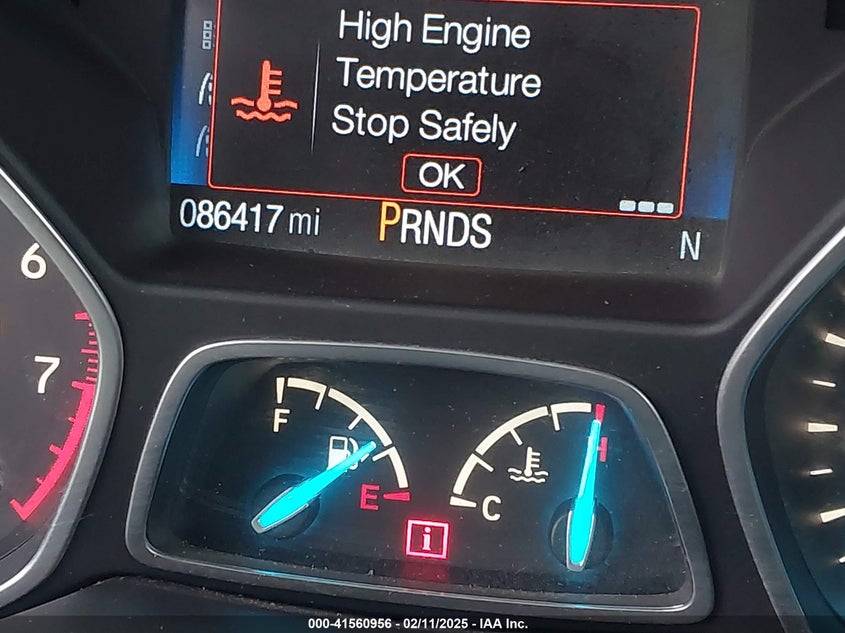 High Engine
Temperature
Stop Safely
OK
086417 mi
PRNDS
N
6
7
F
E
C
H
i
000-41560956 – 02/11/2025 – IAA Inc.